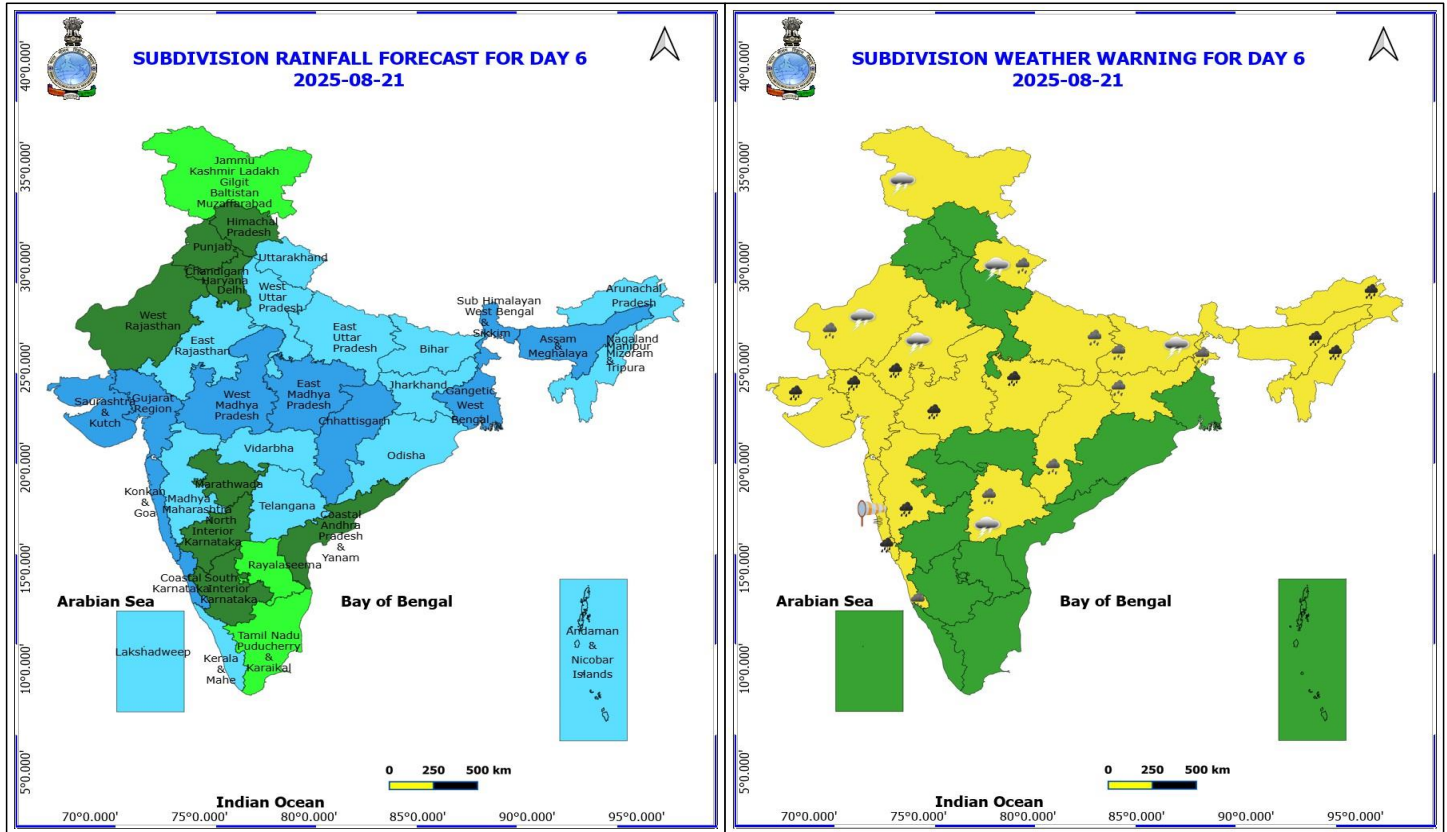 SUBDIVISION RAINFALL FORECAST FOR DAY 6
2025-08-21
40°0.000'
35°0.000'
30°0.000'
25°0.000'
20°0.000'
15°0.000'
10°0.000'
5°0.000'
Jammu
Kashmir Ladakh
Gilgit
Baltistan
Muzaffarabad
Himachal
Pradesh
Punjab
Chandigarh
Haryana
Delhi
Uttarakhand
West
Uttar
Pradesh
West
Rajasthan
East
Rajasthan
East
Uttar
Pradesh
Bihar
Sub Himalayan
West Bengal
&
Sikkim
Arunachal
Pradesh
Assam
&
Meghalaya
Nagaland
Manipur
Mizoram
&
Tripura
Jharkhand
Gangetic
West
Bengal
Saurashtra
&
Kutch
Gujarat
Region
West
Madhya
Pradesh
East
Madhya
Pradesh
Chhattisgarh
Odisha
Vidarbha
Konkan
&
Goa
Madhya
Maharashtra
Marathwada
Telangana
North
Interior
Karnataka
Coastal
Andhra
Pradesh
&
Yanam
Rayalaseema
Coastal
Karnataka
South
Interior
Karnataka
Arabian Sea
Bay of Bengal
Lakshadweep
Kerala
&
Mahe
Tamil Nadu
Puducherry
&
Karaikal
Andaman
&
Nicobar
Islands
0 250 500 km
Indian Ocean
70°0.000' 75°0.000' 80°0.000' 85°0.000' 90°0.000' 95°0.000'
SUBDIVISION WEATHER WARNING FOR DAY 6
2025-08-21
40°0.000'
35°0.000'
30°0.000'
25°0.000'
20°0.000'
15°0.000'
10°0.000'
5°0.000'
Arabian Sea
Bay of Bengal
0 250 500 km
Indian Ocean
70°0.000' 75°0.000' 80°0.000' 85°0.000' 90°0.000' 95°0.000'